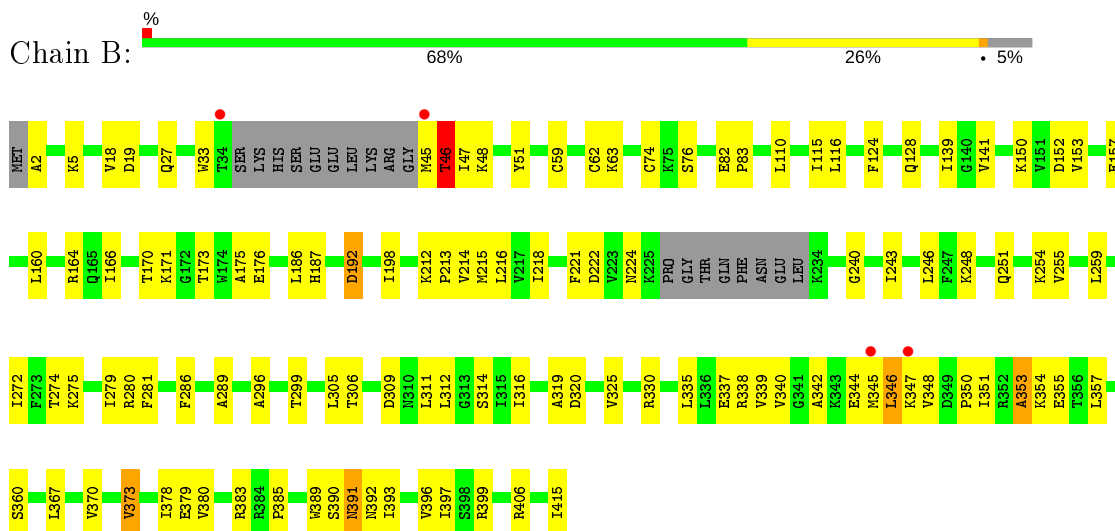 %
Chain B:
68% 26% • 5%
MET A2 K5 V18 D19 Q27 W33 T34 SER LYS HIS SER GLU GLU LEU LYS ARG GLY M45 T46 I47 K48 Y51 C59 C62 K63 C74 K75 S76 E82 P83 L110 I115 L116 F124 Q128 I139 G140 V141 K150 V151 D152 V153 E157
L160 R164 Q165 I166 T170 K171 G172 T173 W174 A175 E176 L186 H187 D192 I198 K212 P213 V214 M215 L216 V217 I218 F221 D222 V223 N224 K225 PRO GLY THR GLN PHE ASN GLU LEU K234 G240 I243 L246 F247 K248 Q251 K254 V255 L259
I272 F273 T274 K275 I279 R280 F281 F286 A289 A296 T299 L305 T306 D309 N310 L311 L312 G313 S314 I315 I316 A319 D320 V325 R330 L335 L336 E337 R338 V339 V340 G341 A342 K343 E344 M345 L346 K347 V348 D349 P350 I351 R352 A353 K354 E355 T356 L357
S360 L367 V370 V373 I378 E379 V380 R383 R384 P385 W389 S390 N391 N392 I393 V396 I397 S398 R399 R406 I415